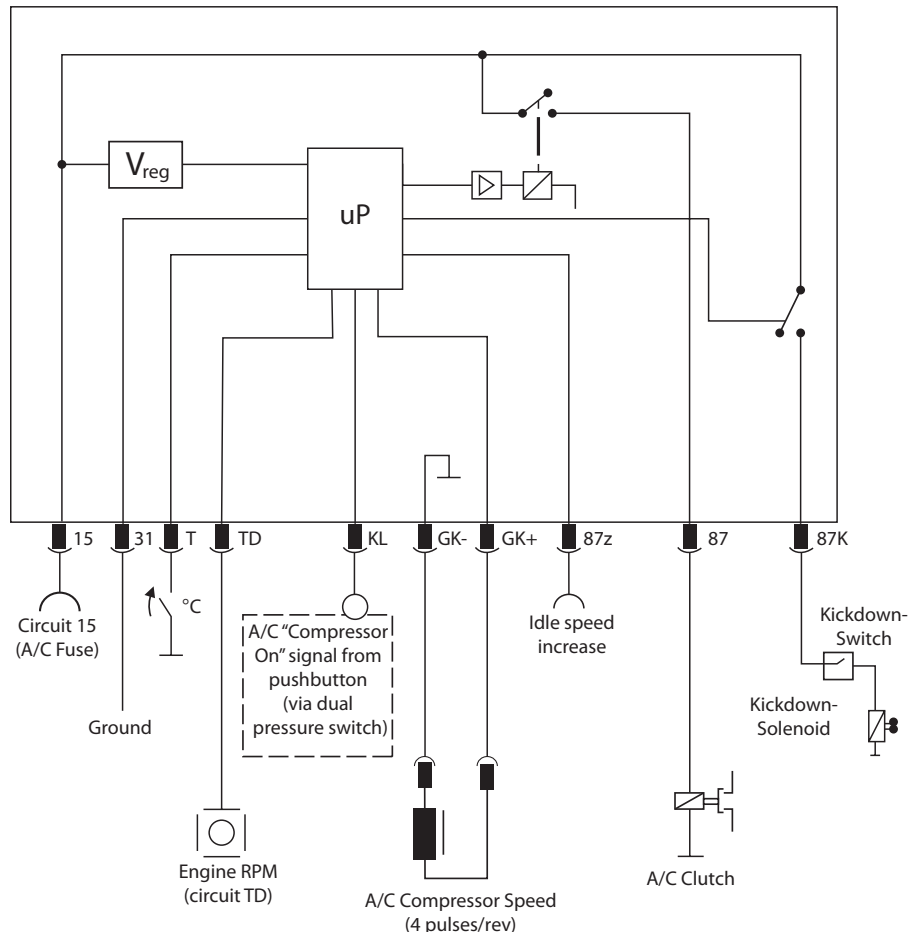 Vreg
uP
15
31
T
TD
KL
GK-
GK+
87z
87
87K
Circuit 15
(A/C Fuse)
°C
Ground
A/C “Compressor
On” signal from
pushbutton
(via dual
pressure switch)
Idle speed
increase
Kickdown-
Switch
Kickdown-
Solenoid
Engine RPM
(circuit TD)
A/C Compressor Speed
(4 pulses/rev)
A/C Clutch